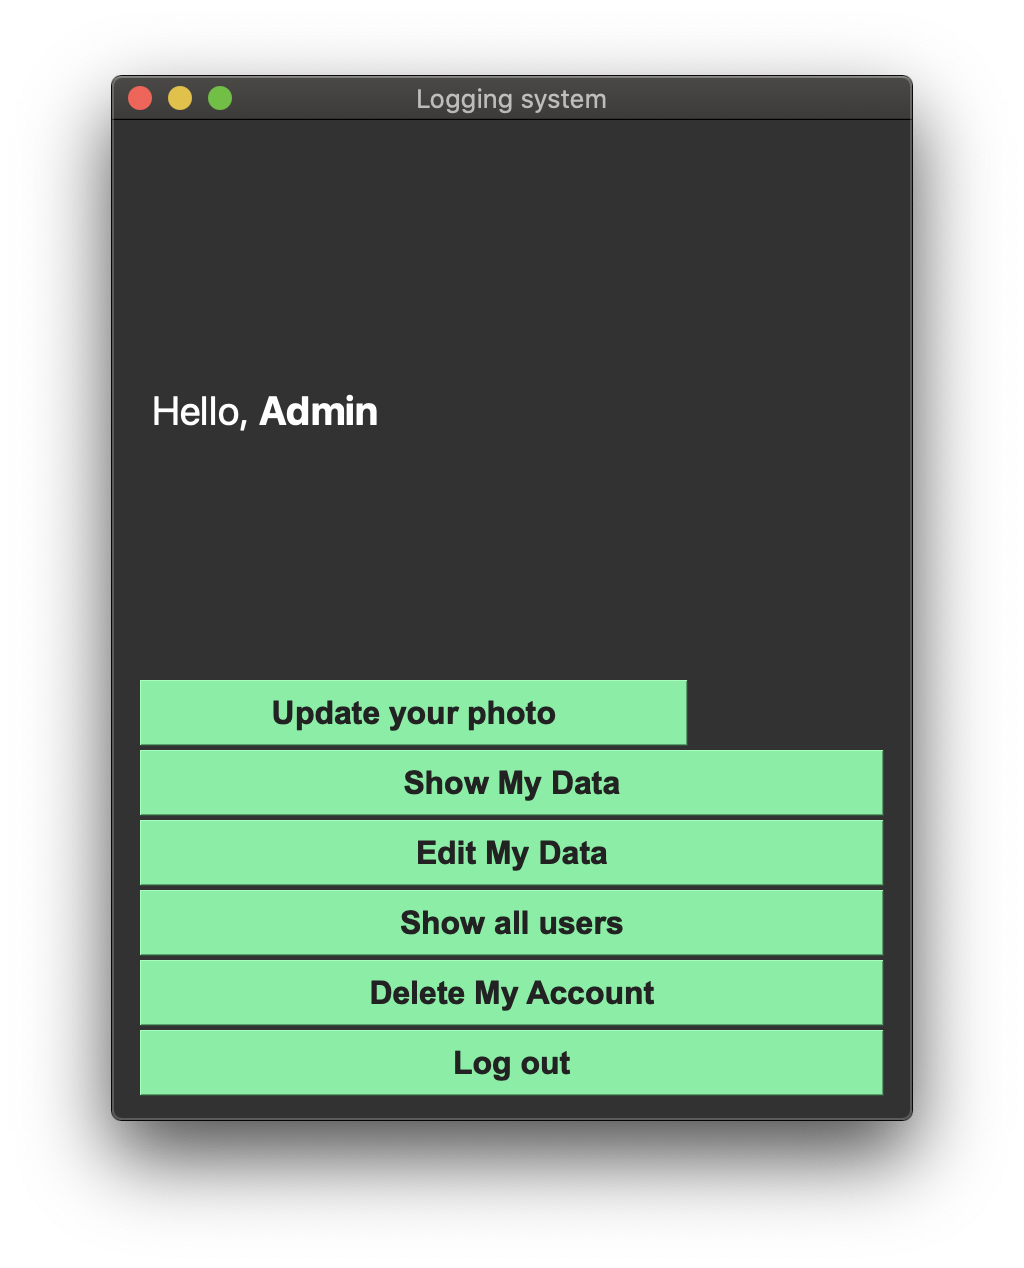 Logging system
Hello, Admin
Update your photo
Show My Data
Edit My Data
Show all users
Delete My Account
Log out